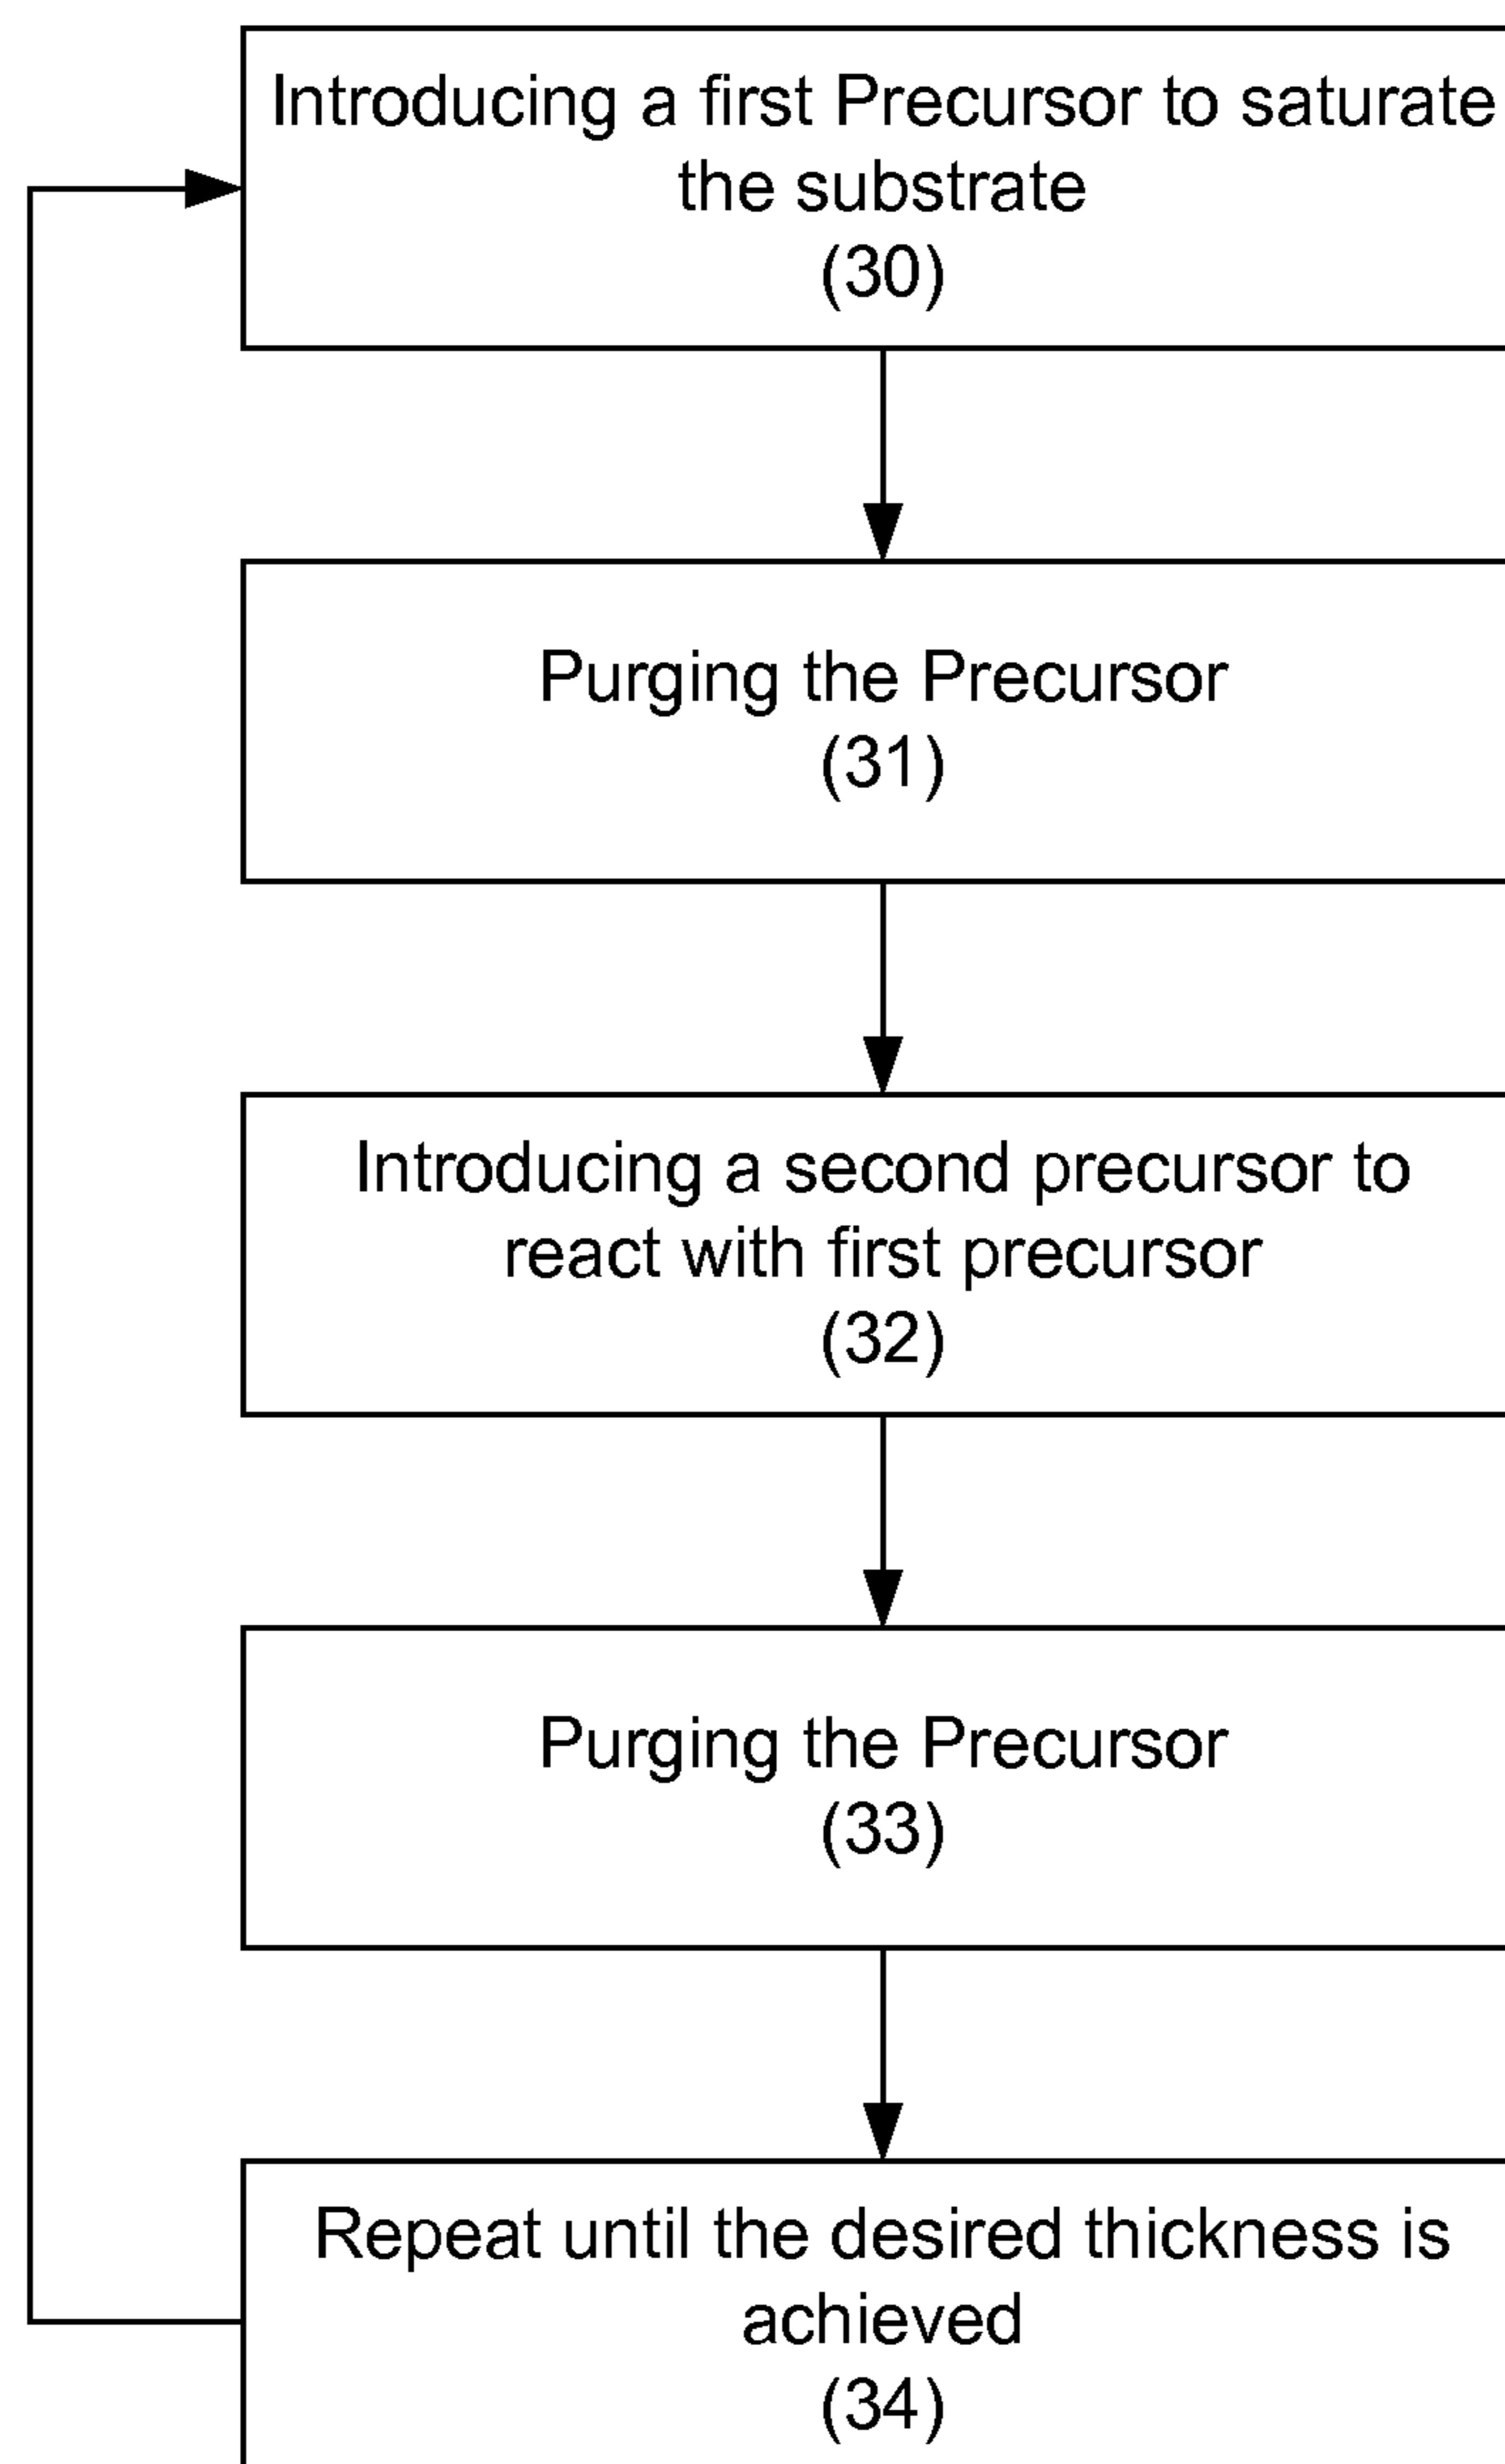 Introducing a first Precursor to saturate
the substrate
(30)
Purging the Precursor
(31)
Introducing a second precursor to
react with first precursor
(32)
Purging the Precursor
(33)
Repeat until the desired thickness is
achieved
(34)